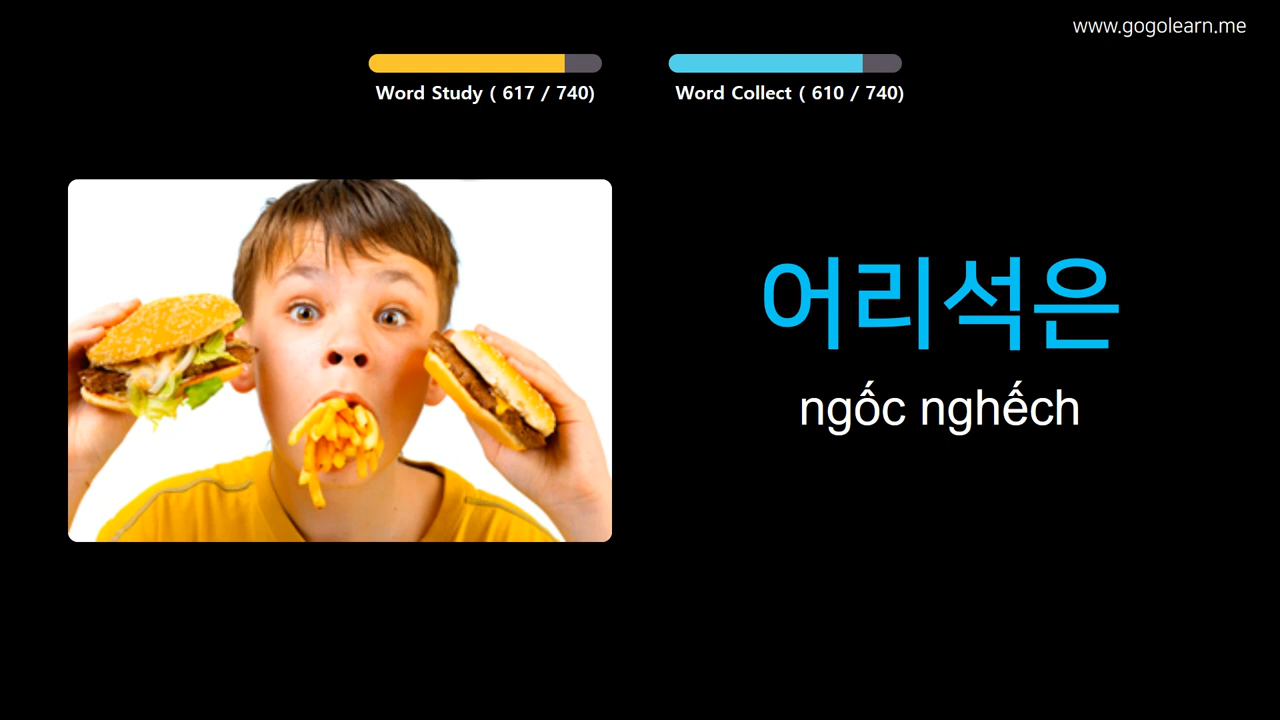 www.gogolearn.me
Word Study ( 617 / 740)
Word Collect ( 610 / 740)
어리석은
ngốc nghếch